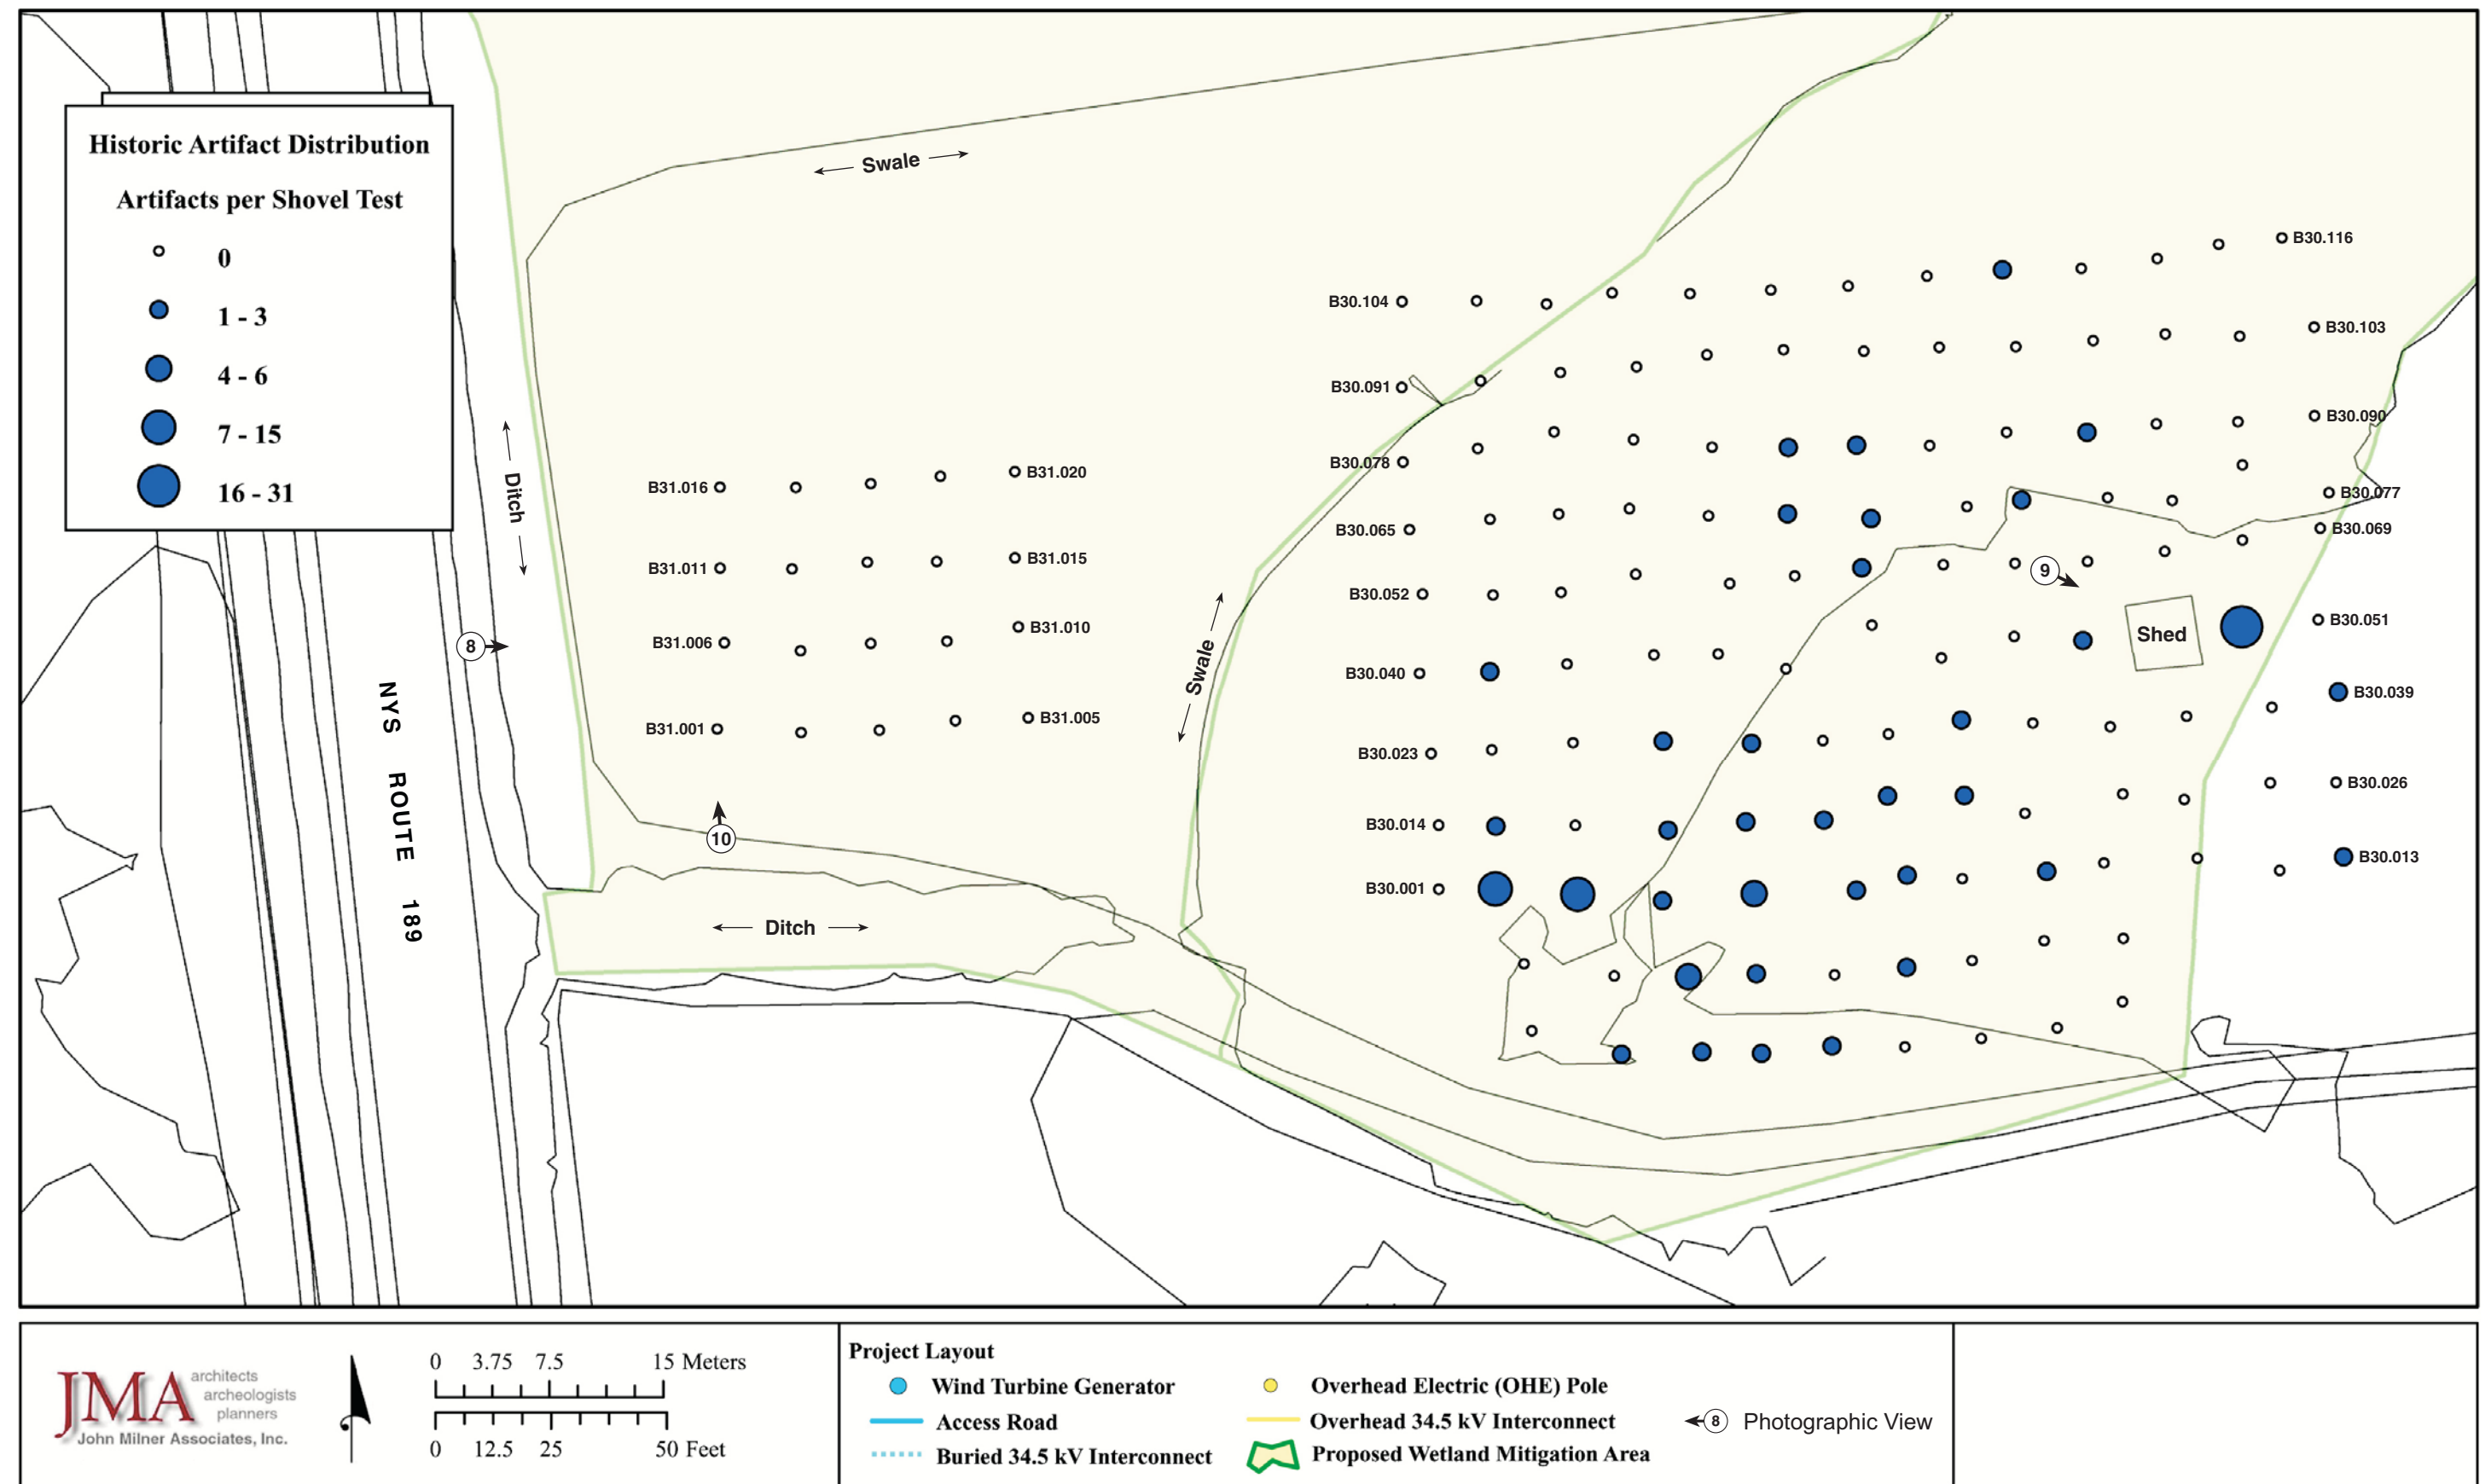 Historic Artifact Distribution
Artifacts per Shovel Test
0
1 - 3
4 - 6
7 - 15
16 - 31
Swale
Ditch
Swale
Ditch
NYS ROUTE 189
8
9
10
Shed
B31.016
B31.020
B31.011
B31.015
B31.006
B31.010
B31.001
B31.005
B30.104
B30.116
B30.091
B30.103
B30.078
B30.090
B30.065
B30.077
B30.069
B30.052
B30.051
B30.040
B30.039
B30.023
B30.026
B30.014
B30.013
B30.001
JMA
architects
archeologists
planners
John Milner Associates, Inc.
0 3.75 7.5 15 Meters
0 12.5 25 50 Feet
Project Layout
Wind Turbine Generator
Access Road
Buried 34.5 kV Interconnect
Overhead Electric (OHE) Pole
Overhead 34.5 kV Interconnect
Proposed Wetland Mitigation Area
8 Photographic View